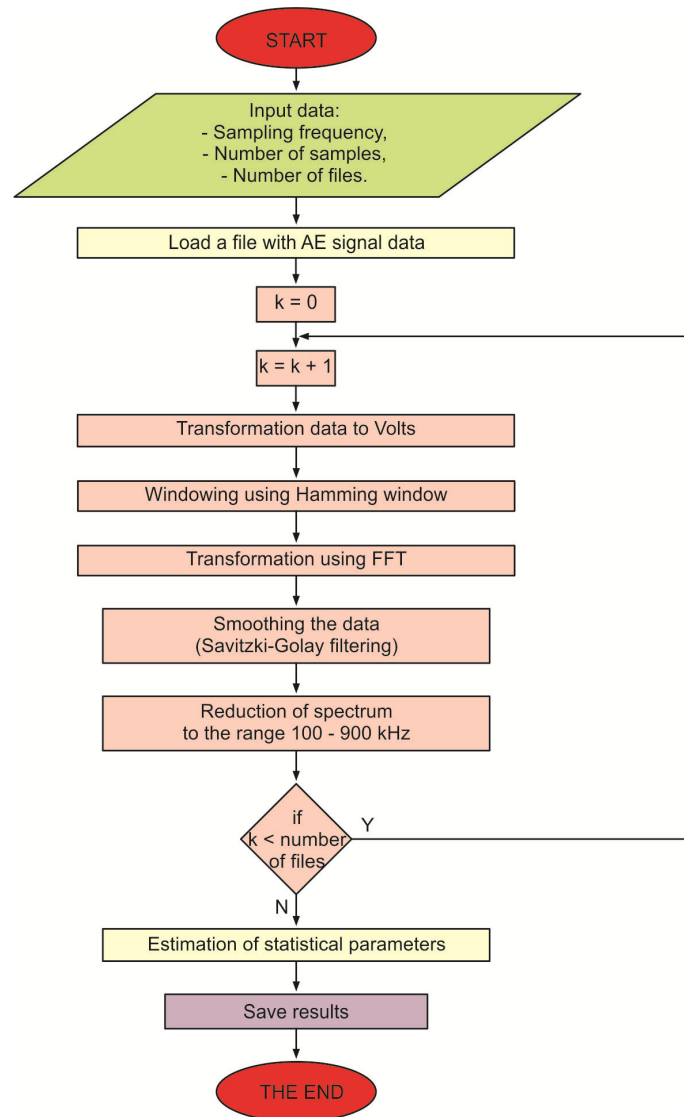 START
Input data:
- Sampling frequency,
- Number of samples,
- Number of files.
Load a file with AE signal data
k = 0
k = k + 1
Transformation data to Volts
Windowing using Hamming window
Transformation using FFT
Smoothing the data
(Savitzki-Golay filtering)
Reduction of spectrum
to the range 100 - 900 kHz
if
k < number
of files
Y
N
Estimation of statistical parameters
Save results
THE END